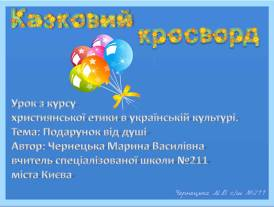 Казковий
кросворд
Урок з курсу
християнської етики в українській культурі.
Тема: Подарунок від душі
Автор: Чернецька Марина Василівна
вчитель спеціалізованої школи №211
міста Києва
Чернецька М.В. с/ш №211